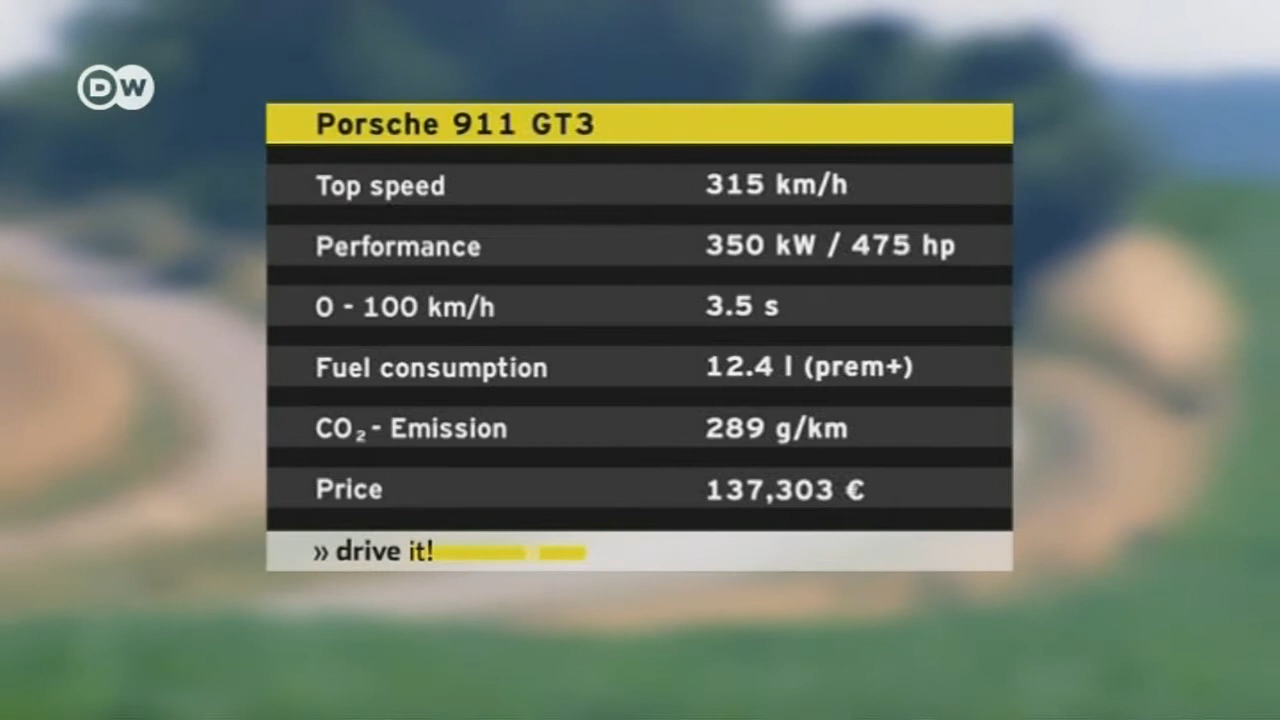 DW
Porsche 911 GT3
Top speed 315 km/h
Performance 350 kW / 475 hp
0 - 100 km/h 3.5 s
Fuel consumption 12.4 l (prem+)
CO₂- Emission 289 g/km
Price 137,303 €
» drive it!